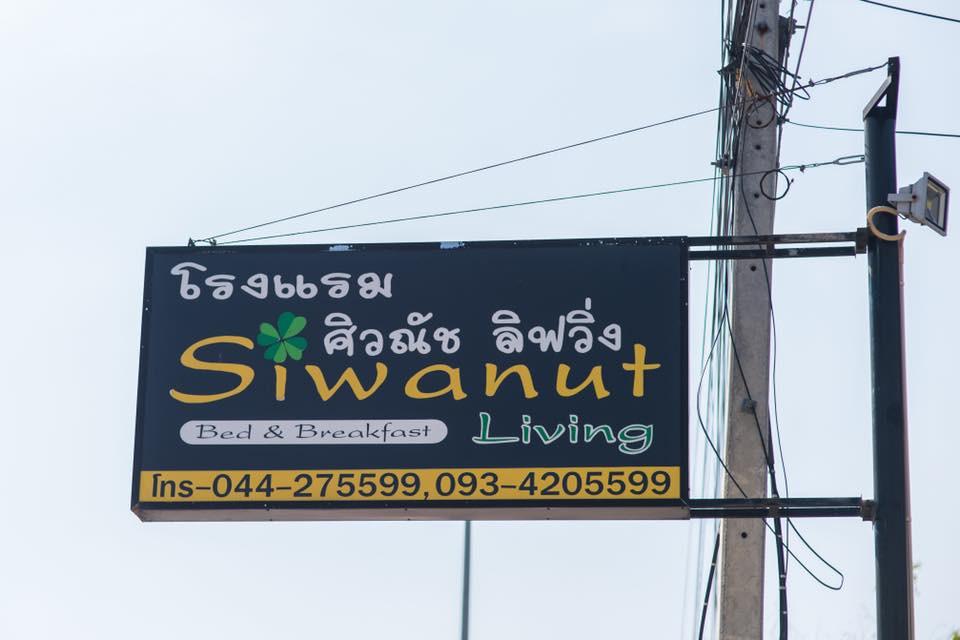 โรงแรม
ศิวณัช ลิฟวิ่ง
Siwanut
Bed & Breakfast Living
โทร-044-275599, 093-4205599